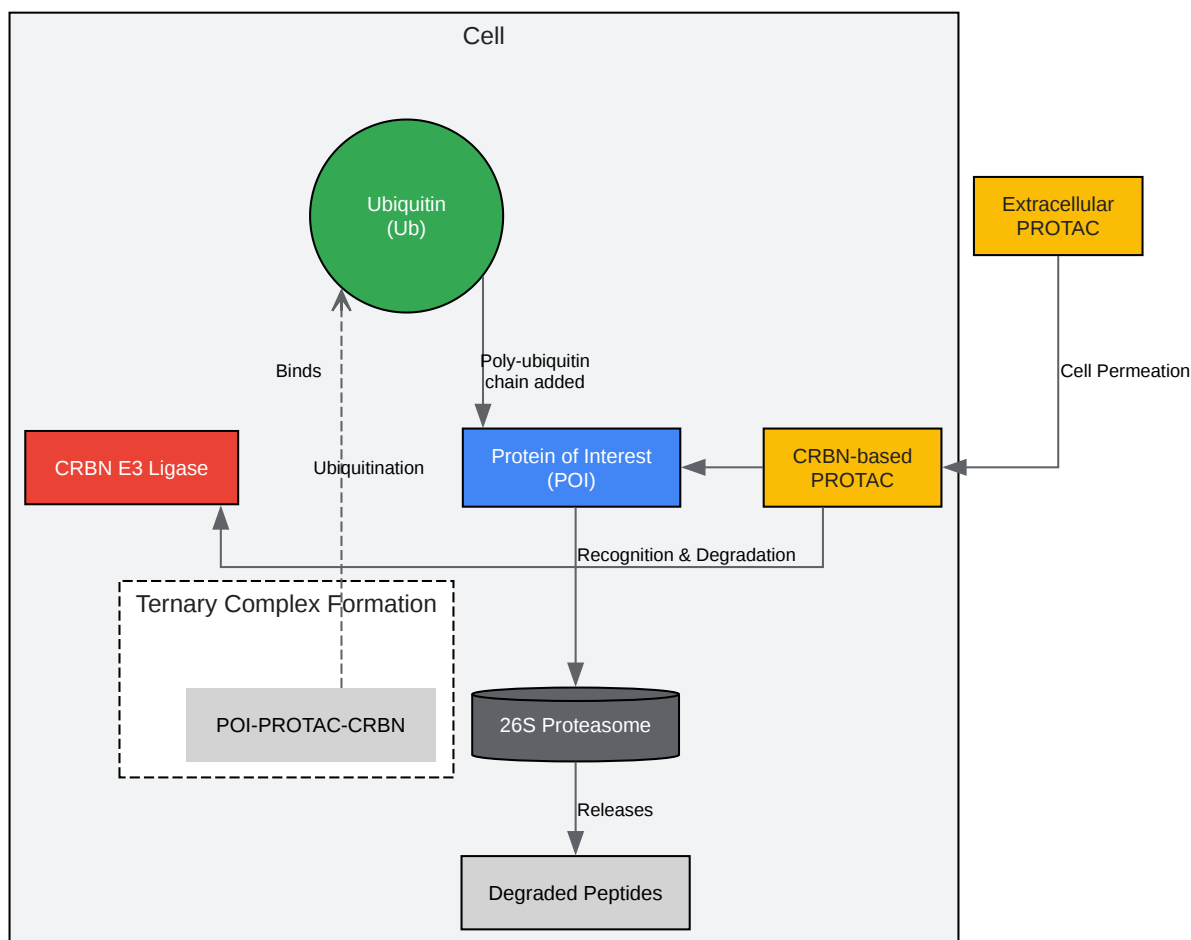 Cell
Ubiquitin
(Ub)
Extracellular
PROTAC
Binds
Poly-ubiquitin
chain added
Cell Permeation
CRBN E3 Ligase
Ubiquitination
Protein of Interest
(POI)
CRBN-based
PROTAC
Recognition & Degradation
Ternary Complex Formation
POI-PROTAC-CRBN
26S Proteasome
Releases
Degraded Peptides